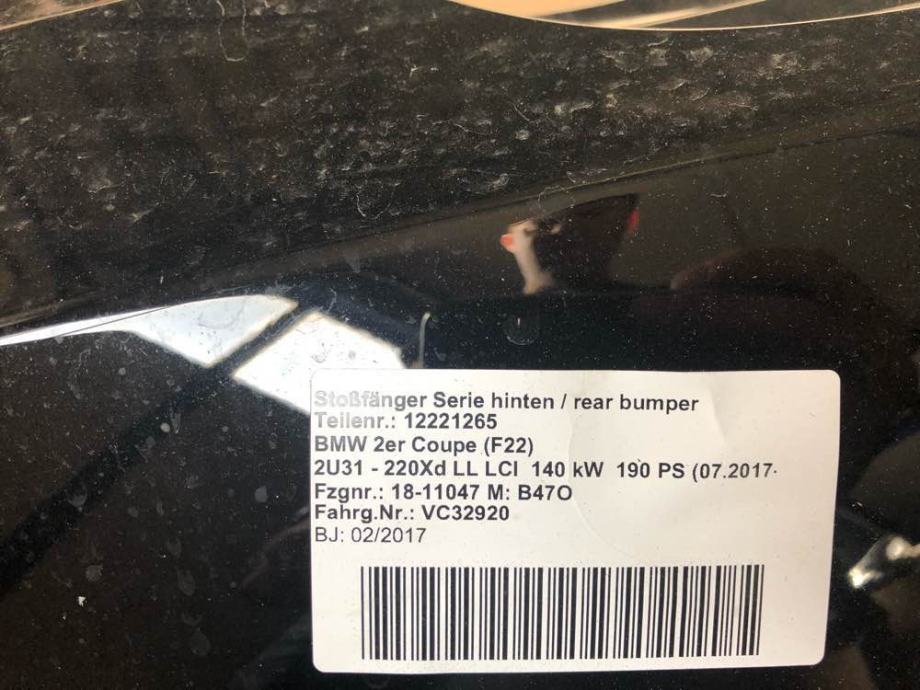 Stoßfänger Serie hinten / rear bumper
Teilenr.: 12221265
BMW 2er Coupe (F22)
2U31 - 220Xd LL LCI 140 kW 190 PS (07.2017-
Fzgnr.: 18-11047 M: B47O
Fahrg.Nr.: VC32920
BJ: 02/2017